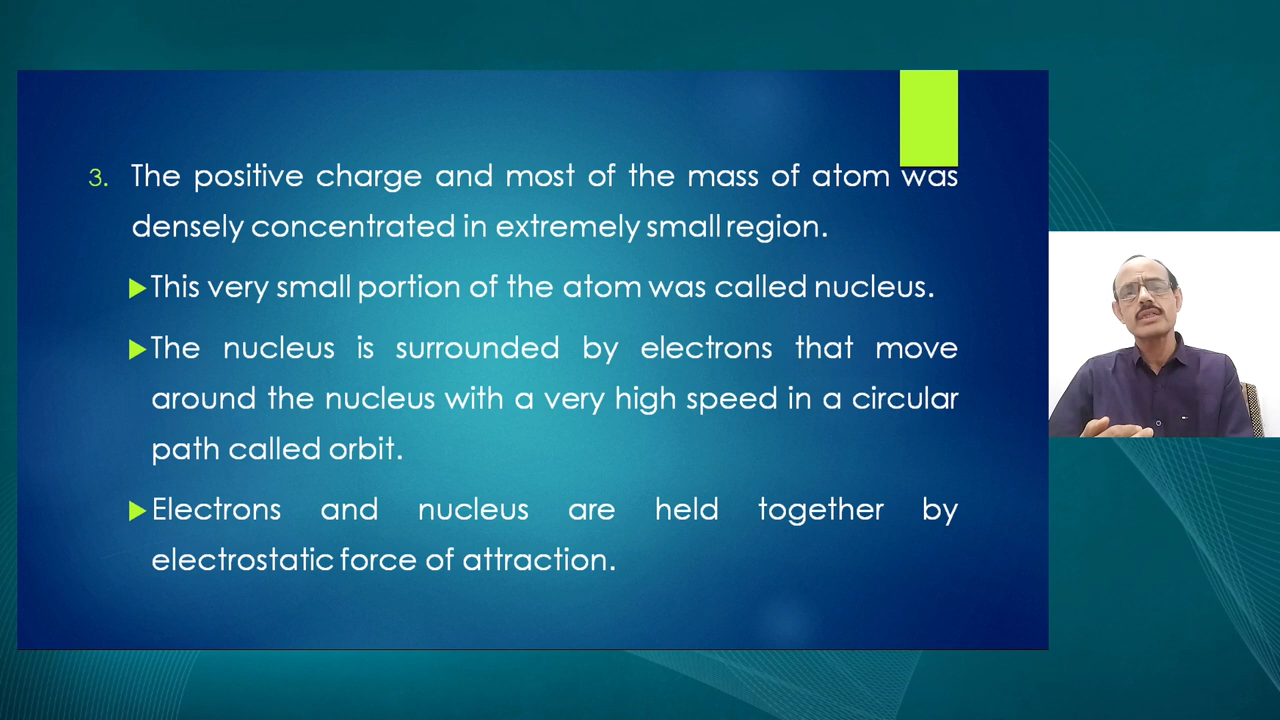 3. The positive charge and most of the mass of atom was
densely concentrated in extremely small region.
This very small portion of the atom was called nucleus.
The nucleus is surrounded by electrons that move
around the nucleus with a very high speed in a circular
path called orbit.
Electrons and nucleus are held together by
electrostatic force of attraction.